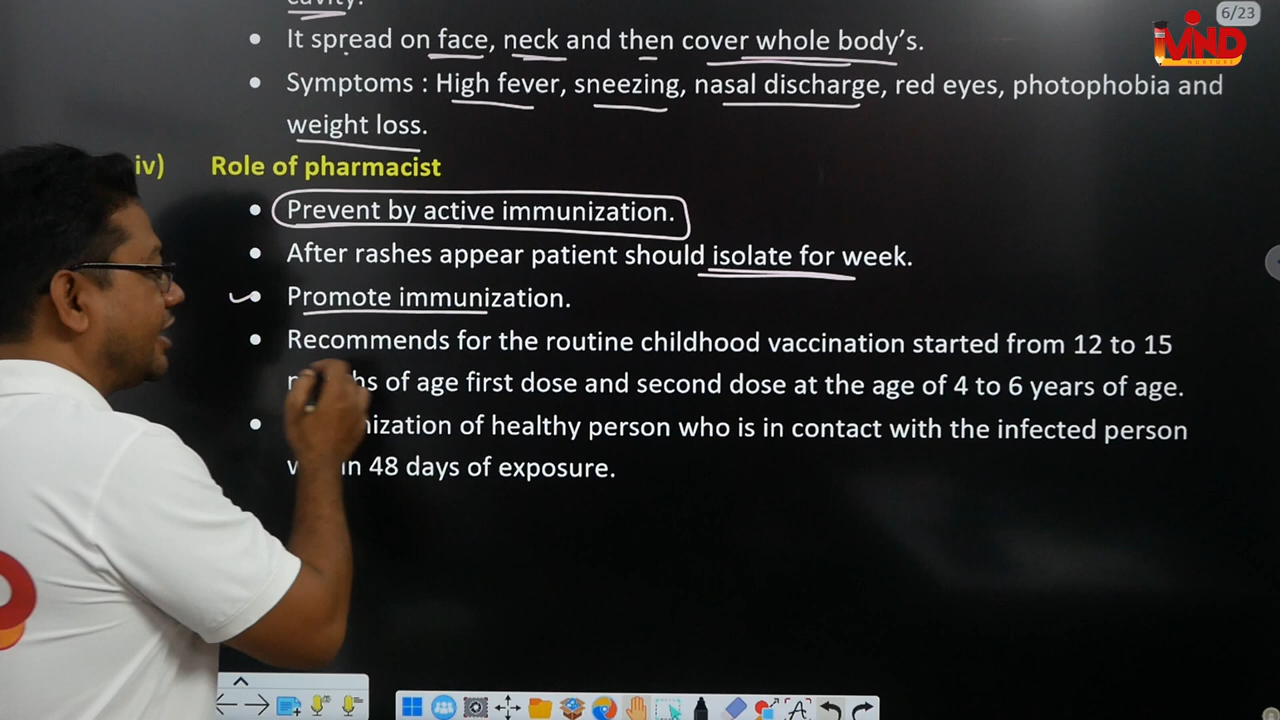 cavity.
It spread on face, neck and then cover whole body's.
Symptoms : High fever, sneezing, nasal discharge, red eyes, photophobia and
weight loss.
iv) Role of pharmacist
Prevent by active immunization.
After rashes appear patient should isolate for week.
Promote immunization.
Recommends for the routine childhood vaccination started from 12 to 15
of age first dose and second dose at the age of 4 to 6 years of age.
of healthy person who is in contact with the infected person
48 days of exposure.
6/23
MIND
NURTURE